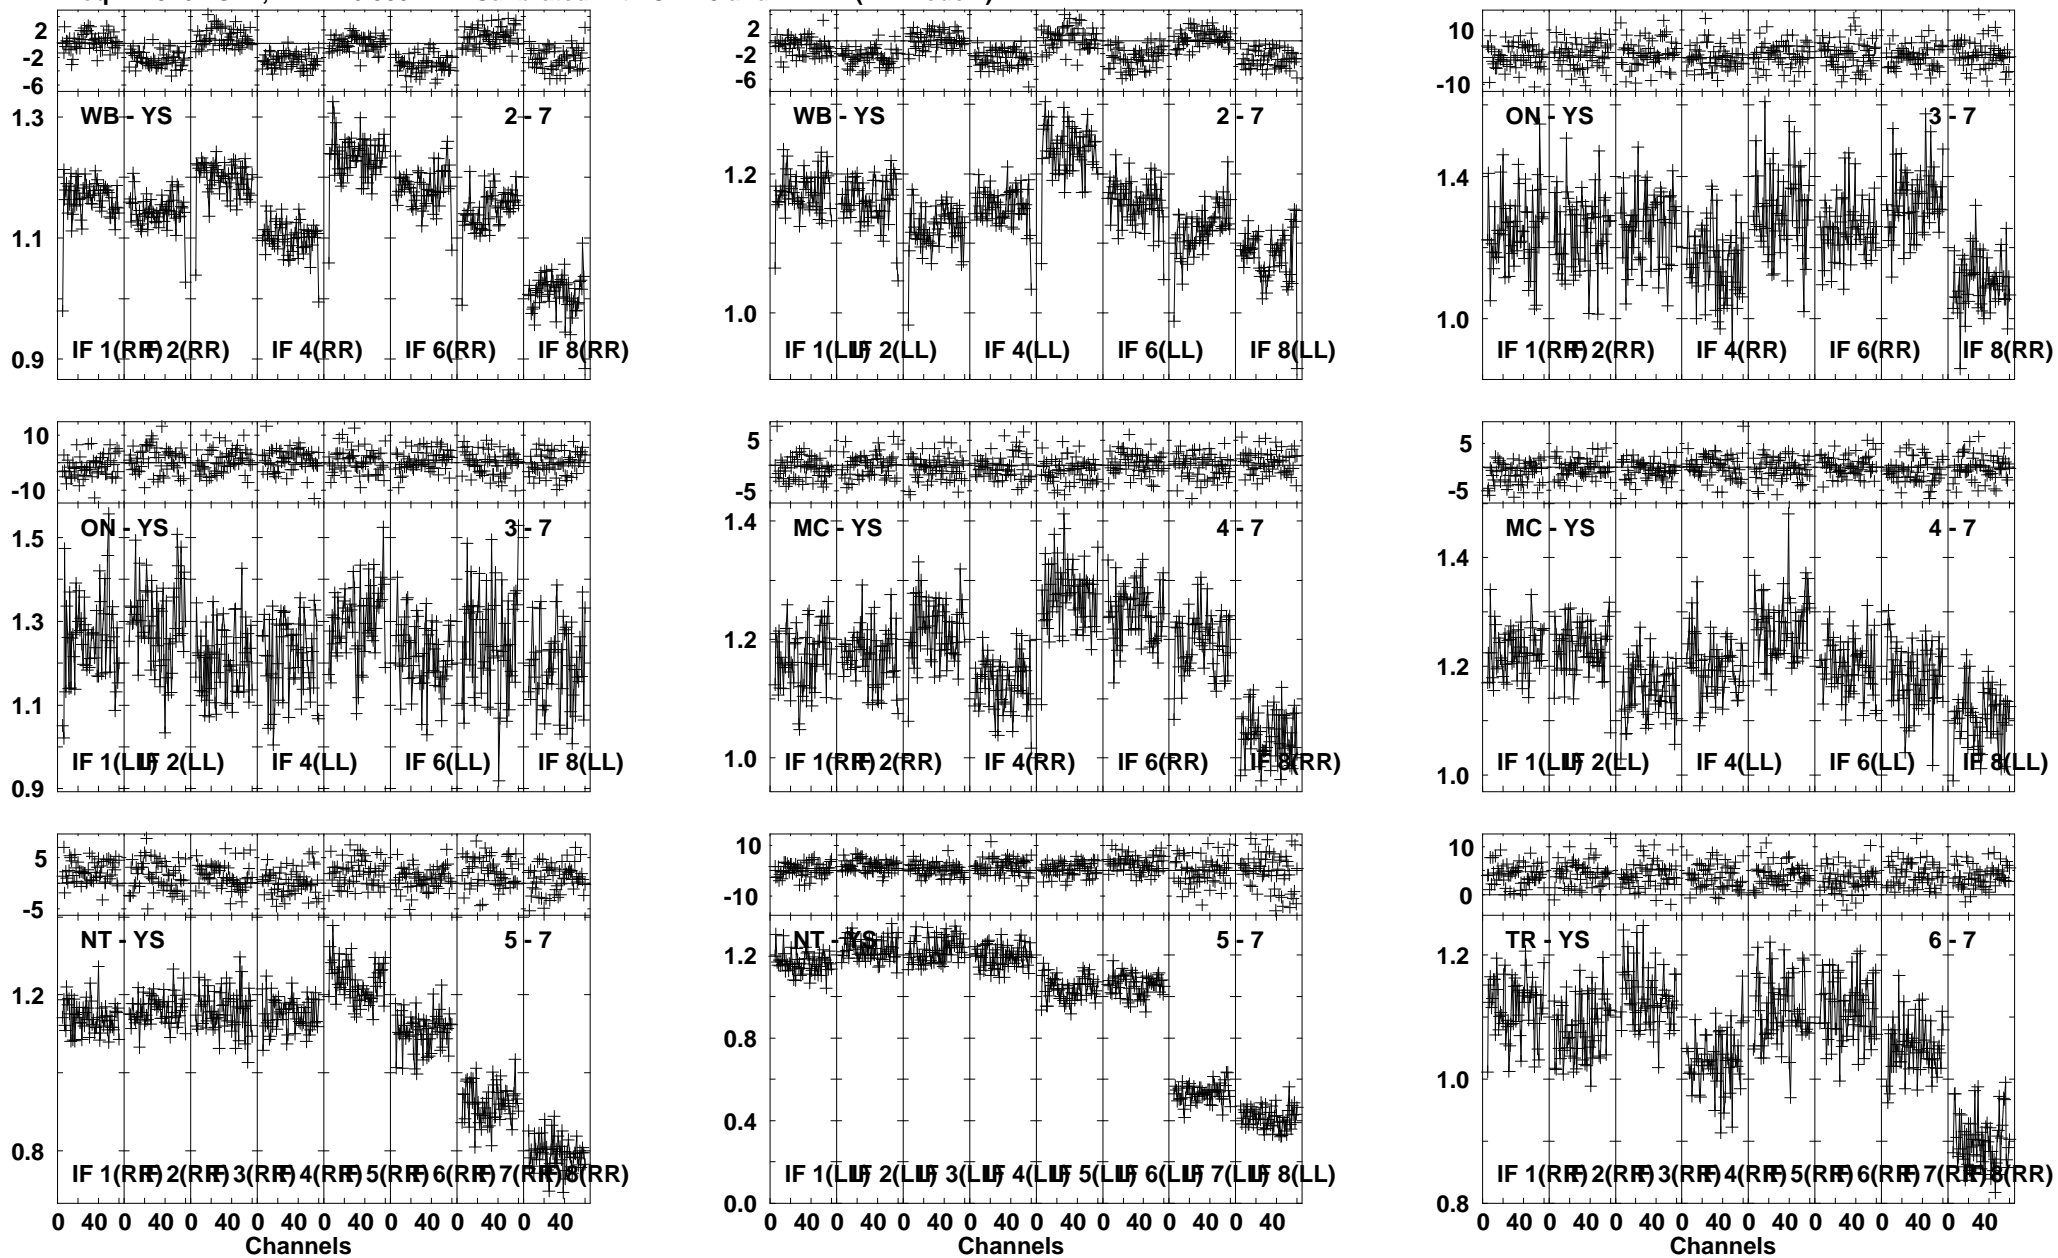 2
-2
-6
1.3
1.1
0.9
WB - YS
2 - 7
IF 1(RR)
IF 2(RR)
IF 4(RR)
IF 6(RR)
IF 8(RR)
2
-2
-6
1.2
1.0
WB - YS
2 - 7
IF 1(LL)
IF 2(LL)
IF 4(LL)
IF 6(LL)
IF 8(LL)
10
-10
1.4
1.0
ON - YS
3 - 7
IF 1(RR)
IF 2(RR)
IF 4(RR)
IF 6(RR)
IF 8(RR)
10
-10
1.5
1.3
1.1
0.9
ON - YS
3 - 7
IF 1(LL)
IF 2(LL)
IF 4(LL)
IF 6(LL)
IF 8(LL)
5
-5
1.4
1.2
1.0
MC - YS
4 - 7
IF 1(RR)
IF 2(RR)
IF 4(RR)
IF 6(RR)
IF 8(RR)
5
-5
1.4
1.2
1.0
MC - YS
4 - 7
IF 1(LL)
IF 2(LL)
IF 4(LL)
IF 6(LL)
IF 8(LL)
5
-5
1.2
0.8
NT - YS
5 - 7
IF 1(RR)
IF 2(RR)
IF 3(RR)
IF 4(RR)
IF 5(RR)
IF 6(RR)
IF 7(RR)
IF 8(RR)
0 40 0 40 0 40 0 40 0 40 0 40 0 40 0 40
Channels
10
-10
1.2
0.8
0.4
0.0
NT - YS
5 - 7
IF 1(LL)
IF 2(LL)
IF 3(LL)
IF 4(LL)
IF 5(LL)
IF 6(LL)
IF 7(LL)
IF 8(LL)
0 40 0 40 0 40 0 40 0 40 0 40 0 40 0 40
Channels
10
0
1.2
1.0
0.8
TR - YS
6 - 7
IF 1(RR)
IF 2(RR)
IF 3(RR)
IF 4(RR)
IF 5(RR)
IF 6(RR)
IF 7(RR)
IF 8(RR)
0 40 0 40 0 40 0 40 0 40 0 40 0 40 0 40
Channels